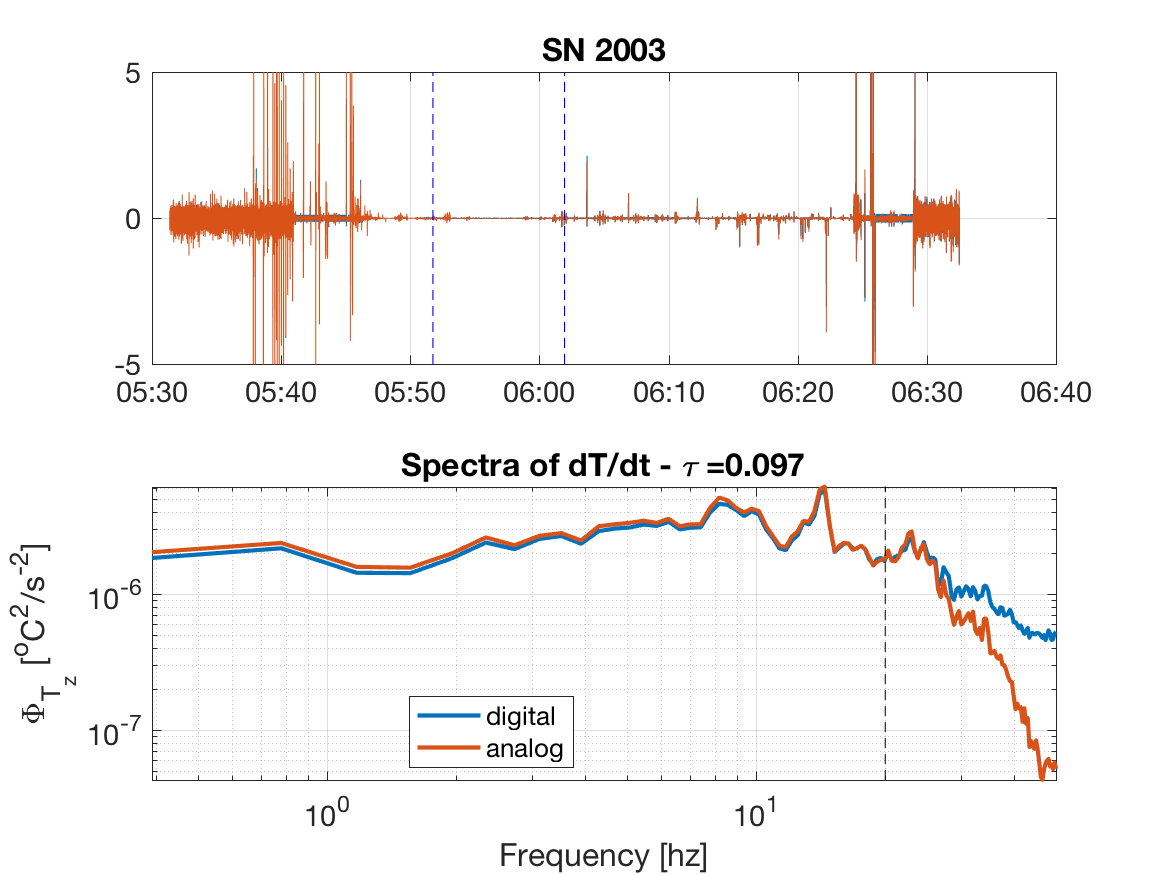 SN 2003
5
0
-5
05:30 05:40 05:50 06:00 06:10 06:20 06:30 06:40
Spectra of dT/dt - τ =0.097
Φ_T_z [°C²/s⁻²]
10⁻⁶
10⁻⁷
digital
analog
10⁰ 10¹
Frequency [hz]